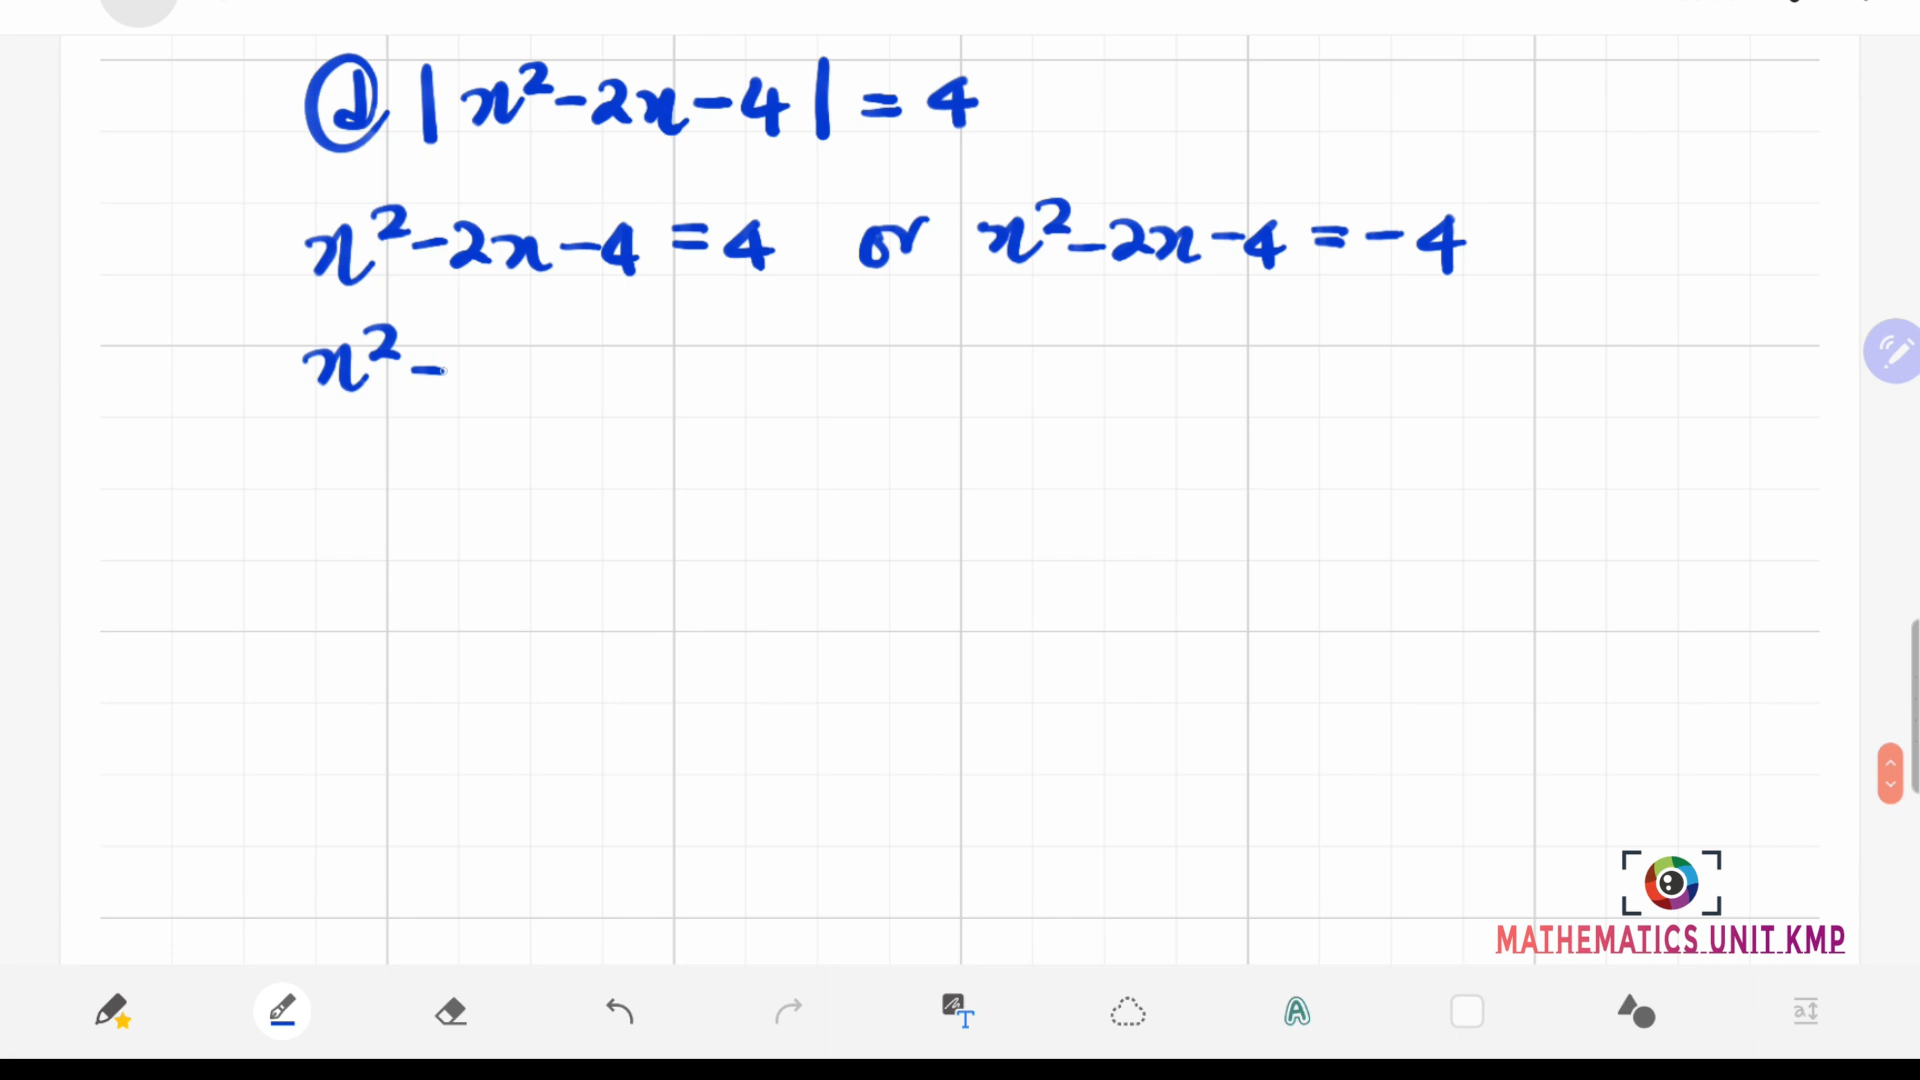 ⓓ |x²-2x-4| = 4
x²-2x-4 = 4 or x²-2x-4 = -4
x² -
MATHEMATICS UNIT KMP